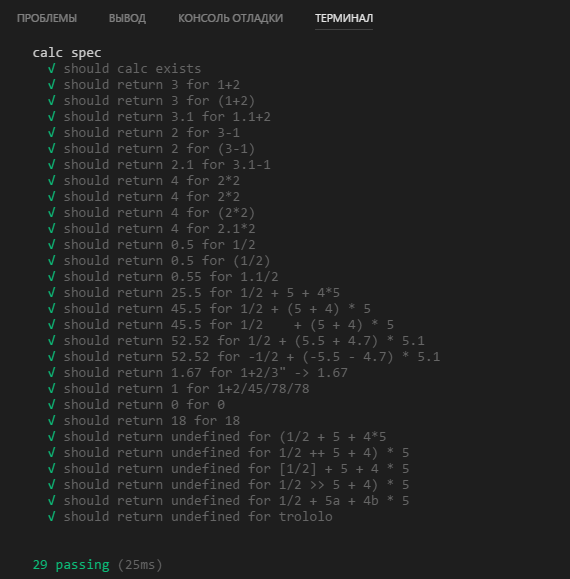 ПРОБЛЕМЫ ВЫВОД КОНСОЛЬ ОТЛАДКИ ТЕРМИНАЛ
calc spec
√ should calc exists
√ should return 3 for 1+2
√ should return 3 for (1+2)
√ should return 3.1 for 1.1+2
√ should return 2 for 3-1
√ should return 2 for (3-1)
√ should return 2.1 for 3.1-1
√ should return 4 for 2*2
√ should return 4 for 2*2
√ should return 4 for (2*2)
√ should return 4 for 2.1*2
√ should return 0.5 for 1/2
√ should return 0.5 for (1/2)
√ should return 0.55 for 1.1/2
√ should return 25.5 for 1/2 + 5 + 4*5
√ should return 45.5 for 1/2 + (5 + 4) * 5
√ should return 45.5 for 1/2    + (5 + 4) * 5
√ should return 52.52 for 1/2 + (5.5 + 4.7) * 5.1
√ should return 52.52 for -1/2 + (-5.5 - 4.7) * 5.1
√ should return 1.67 for 1+2/3" -> 1.67
√ should return 1 for 1+2/45/78/78
√ should return 0 for 0
√ should return 18 for 18
√ should return undefined for (1/2 + 5 + 4*5
√ should return undefined for 1/2 ++ 5 + 4) * 5
√ should return undefined for [1/2] + 5 + 4 * 5
√ should return undefined for 1/2 >> 5 + 4) * 5
√ should return undefined for 1/2 + 5a + 4b * 5
√ should return undefined for trololo
29 passing (25ms)